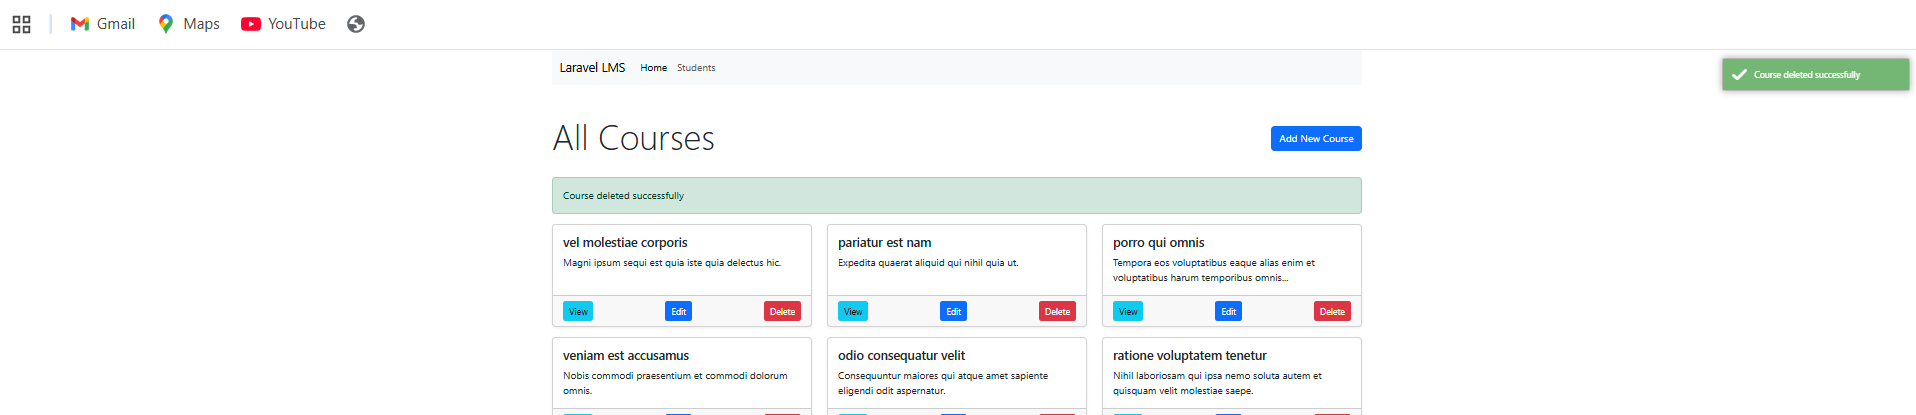 Gmail Maps YouTube
Laravel LMS Home Students
Course deleted successfully
All Courses
Add New Course
Course deleted successfully
vel molestiae corporis
Magni ipsum sequi est quia iste quia delectus hic.
View Edit Delete
pariatur est nam
Expedita quaerat aliquid qui nihil quia ut.
View Edit Delete
porro qui omnis
Tempora eos voluptatibus eaque alias enim et
voluptatibus harum temporibus omnis...
View Edit Delete
veniam est accusamus
Nobis commodi praesentium et commodi dolorum
omnis.
odio consequatur velit
Consequuntur maiores qui atque amet sapiente
eligendi odit aspernatur.
ratione voluptatem tenetur
Nihil laboriosam qui ipsa nemo soluta autem et
quisquam velit molestiae saepe.